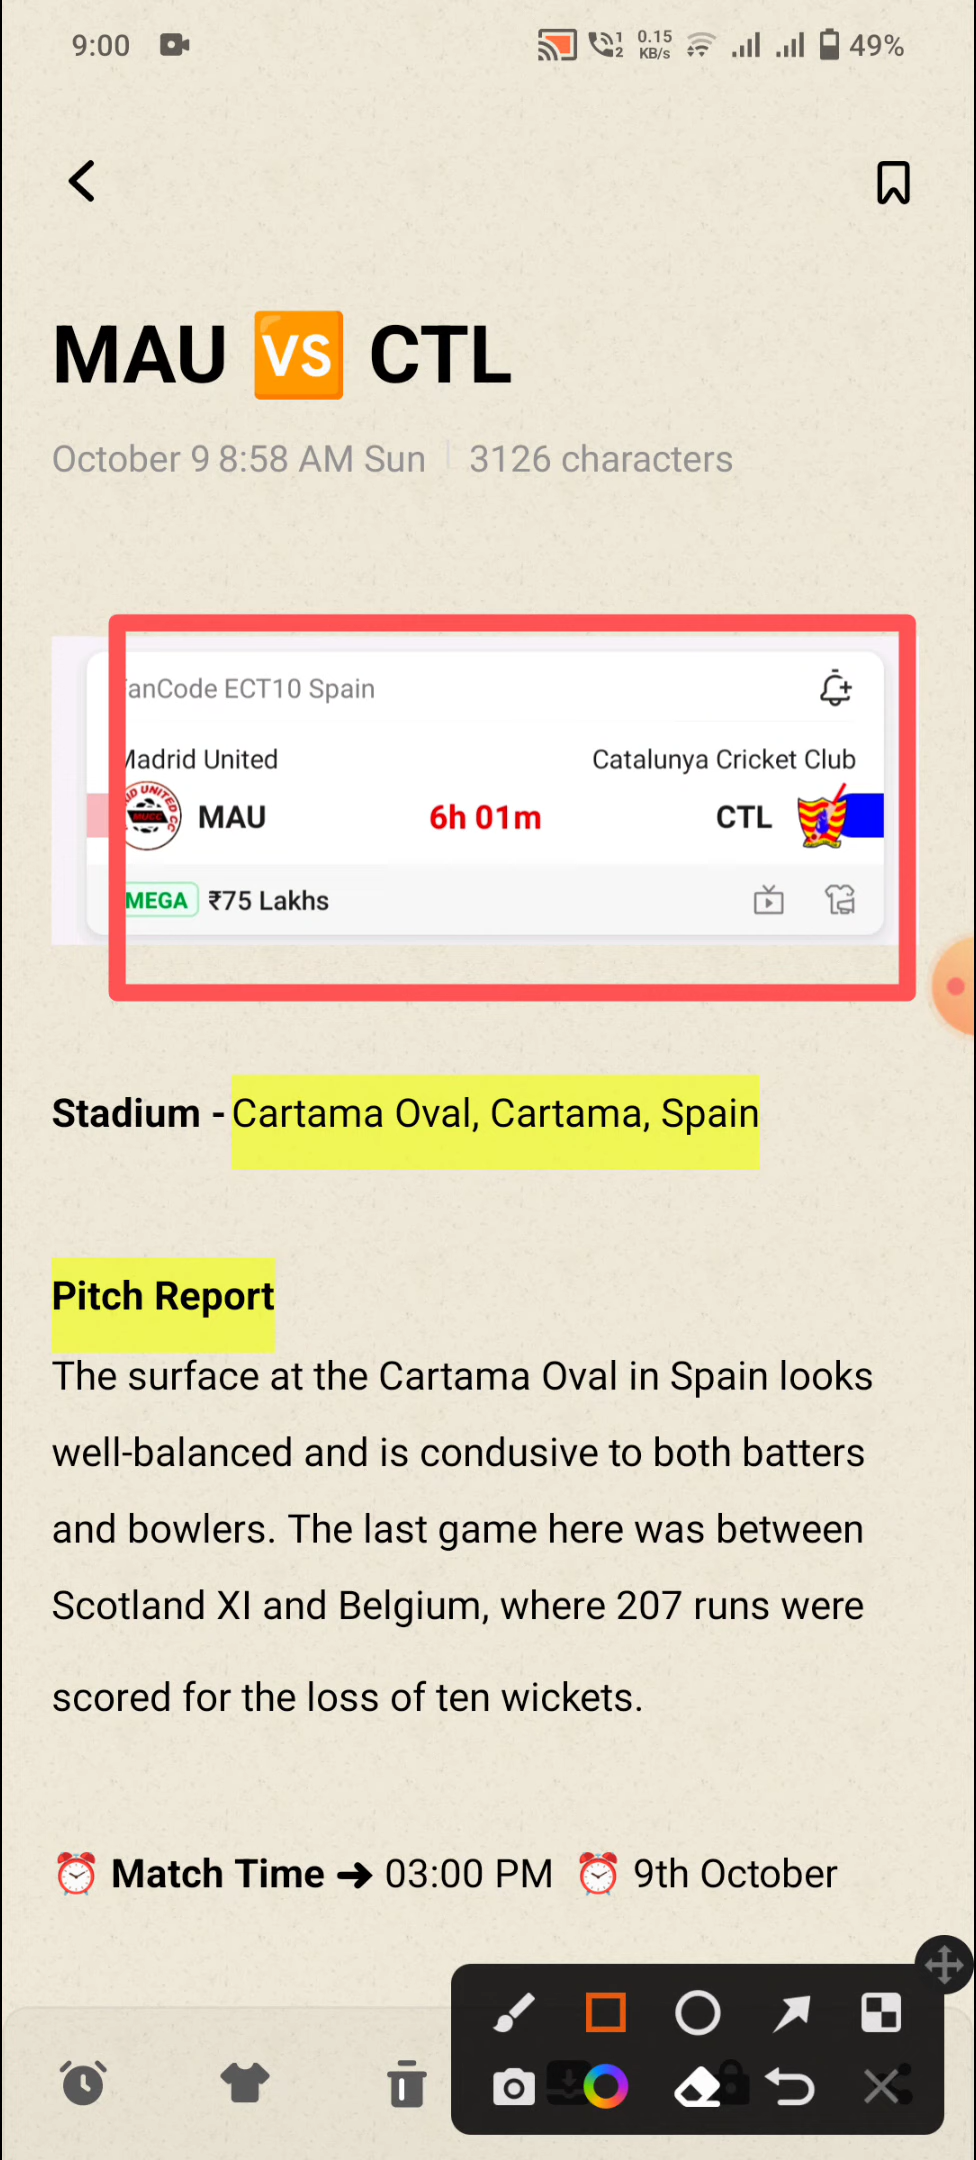 9:00
1
2
0.15
KB/s
49%
MAU VS CTL
October 9 8:58 AM Sun
3126 characters
anCode ECT10 Spain
Madrid United
Catalunya Cricket Club
MAU
6h 01m
CTL
MEGA ₹75 Lakhs
Stadium - Cartama Oval, Cartama, Spain
Pitch Report
The surface at the Cartama Oval in Spain looks
well-balanced and is condusive to both batters
and bowlers. The last game here was between
Scotland XI and Belgium, where 207 runs were
scored for the loss of ten wickets.
⏰ Match Time ➜ 03:00 PM ⏰ 9th October